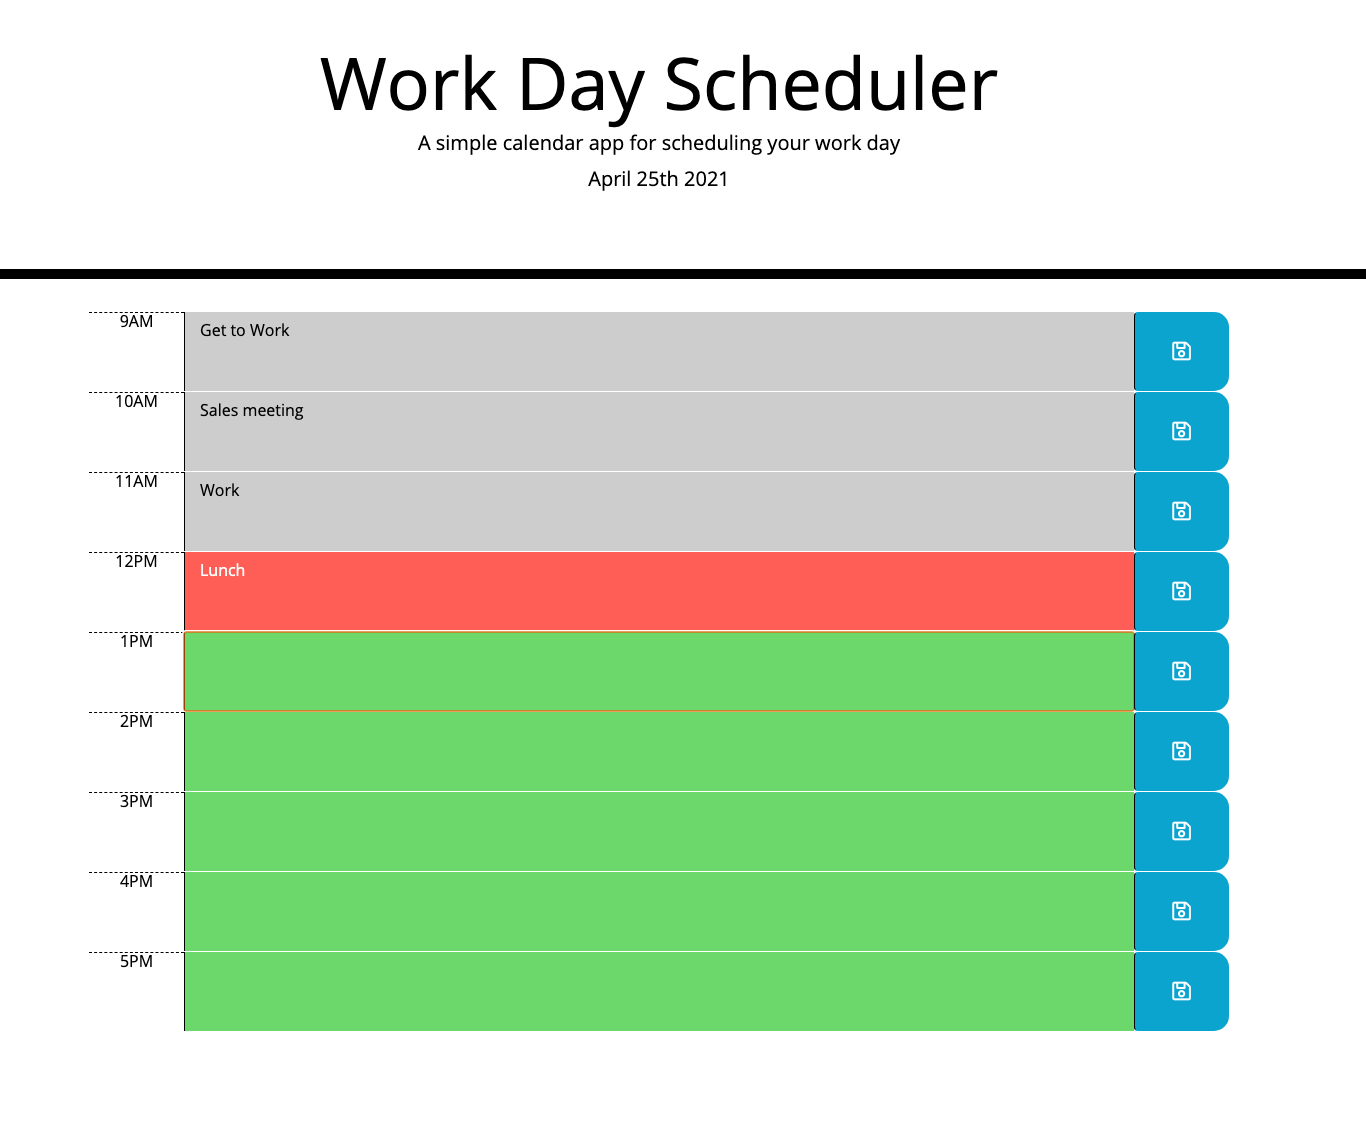 Work Day Scheduler
A simple calendar app for scheduling your work day
April 25th 2021
9AM
Get to Work
10AM
Sales meeting
11AM
Work
12PM
Lunch
1PM
2PM
3PM
4PM
5PM